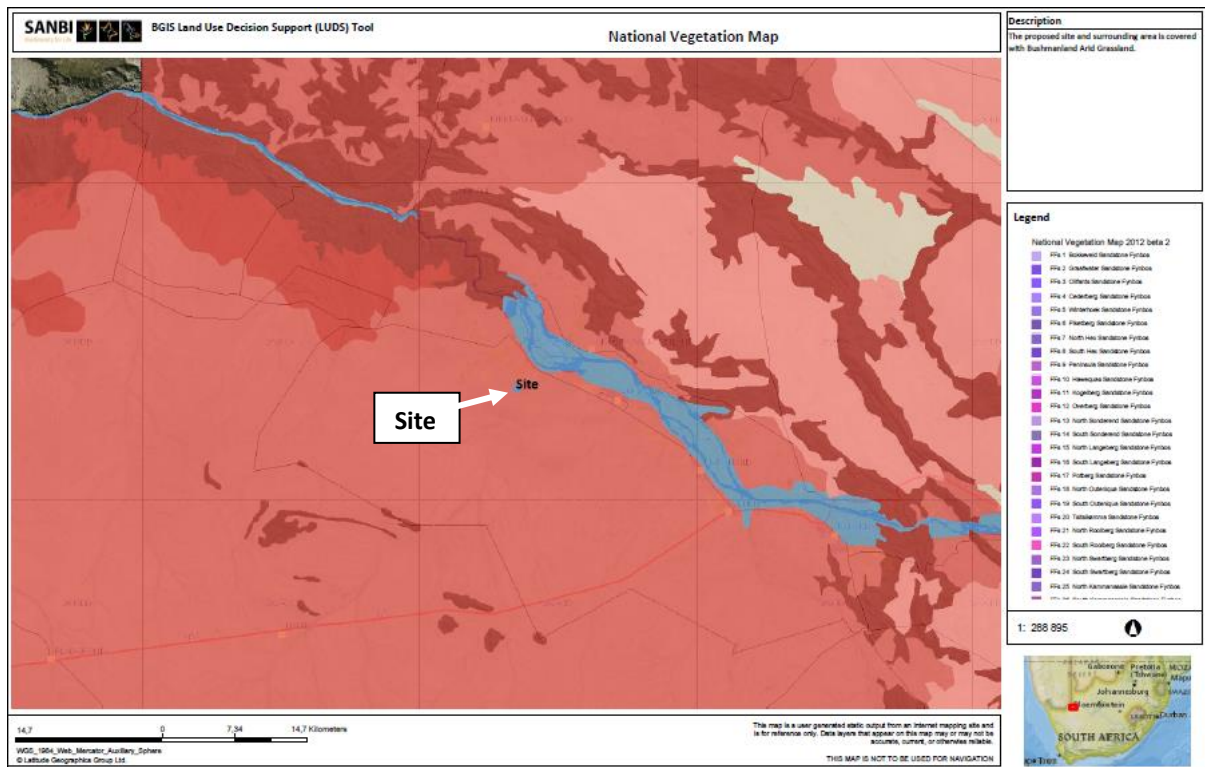 SANBI
BGIS Land Use Decision Support (LUDS) Tool
National Vegetation Map
Description
The proposed site and surrounding area is covered
with Bushmanland Arid Grassland.
Site
Site
Legend
National Vegetation Map 2012 beta 2
FFs 1 Bokkeveld Sandstone Fynbos
FFs 2 Graafwater Sandstone Fynbos
FFs 3 Olifants Sandstone Fynbos
FFs 4 Cederberg Sandstone Fynbos
FFs 5 Winterhoek Sandstone Fynbos
FFs 6 Piketberg Sandstone Fynbos
FFs 7 North Hex Sandstone Fynbos
FFs 8 South Hex Sandstone Fynbos
FFs 9 Peninsula Sandstone Fynbos
FFs 10 Hawequas Sandstone Fynbos
FFs 11 Kogelberg Sandstone Fynbos
FFs 12 Overberg Sandstone Fynbos
FFs 13 North Sonderend Sandstone Fynbos
FFs 14 South Sonderend Sandstone Fynbos
FFs 15 North Langeberg Sandstone Fynbos
FFs 16 South Langeberg Sandstone Fynbos
FFs 17 Potberg Sandstone Fynbos
FFs 18 North Outeniqua Sandstone Fynbos
FFs 19 South Outeniqua Sandstone Fynbos
FFs 20 Tsitsikamma Sandstone Fynbos
FFs 21 North Rooiberg Sandstone Fynbos
FFs 22 South Rooiberg Sandstone Fynbos
FFs 23 North Swartberg Sandstone Fynbos
FFs 24 South Swartberg Sandstone Fynbos
FFs 25 North Kammanassie Sandstone Fynbos
1: 288 895
Gaborone Pretoria
(Tshwane)
Johannesburg
Bloemfontein
Durban
SOUTH AFRICA
14,7 0 7,34 14,7 Kilometers
WGS_1984_Web_Mercator_Auxiliary_Sphere
© Latitude Geographics Group Ltd.
This map is a user generated static output from an Internet mapping site and
is for reference only. Data layers that appear on this map may or may not be
accurate, current, or otherwise reliable.
THIS MAP IS NOT TO BE USED FOR NAVIGATION